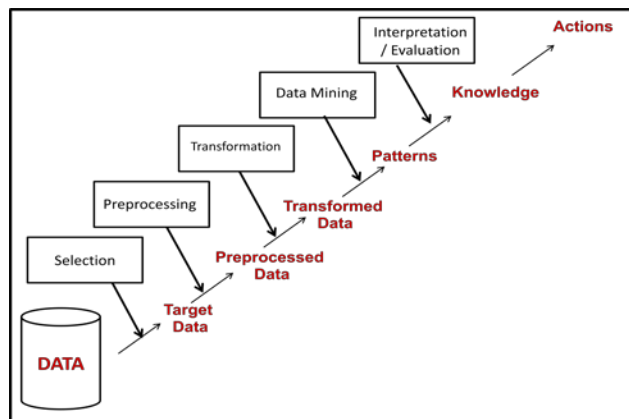 Actions
Interpretation
/ Evaluation
Knowledge
Data Mining
Patterns
Transformation
Transformed
Data
Preprocessing
Preprocessed
Data
Selection
Target
Data
DATA